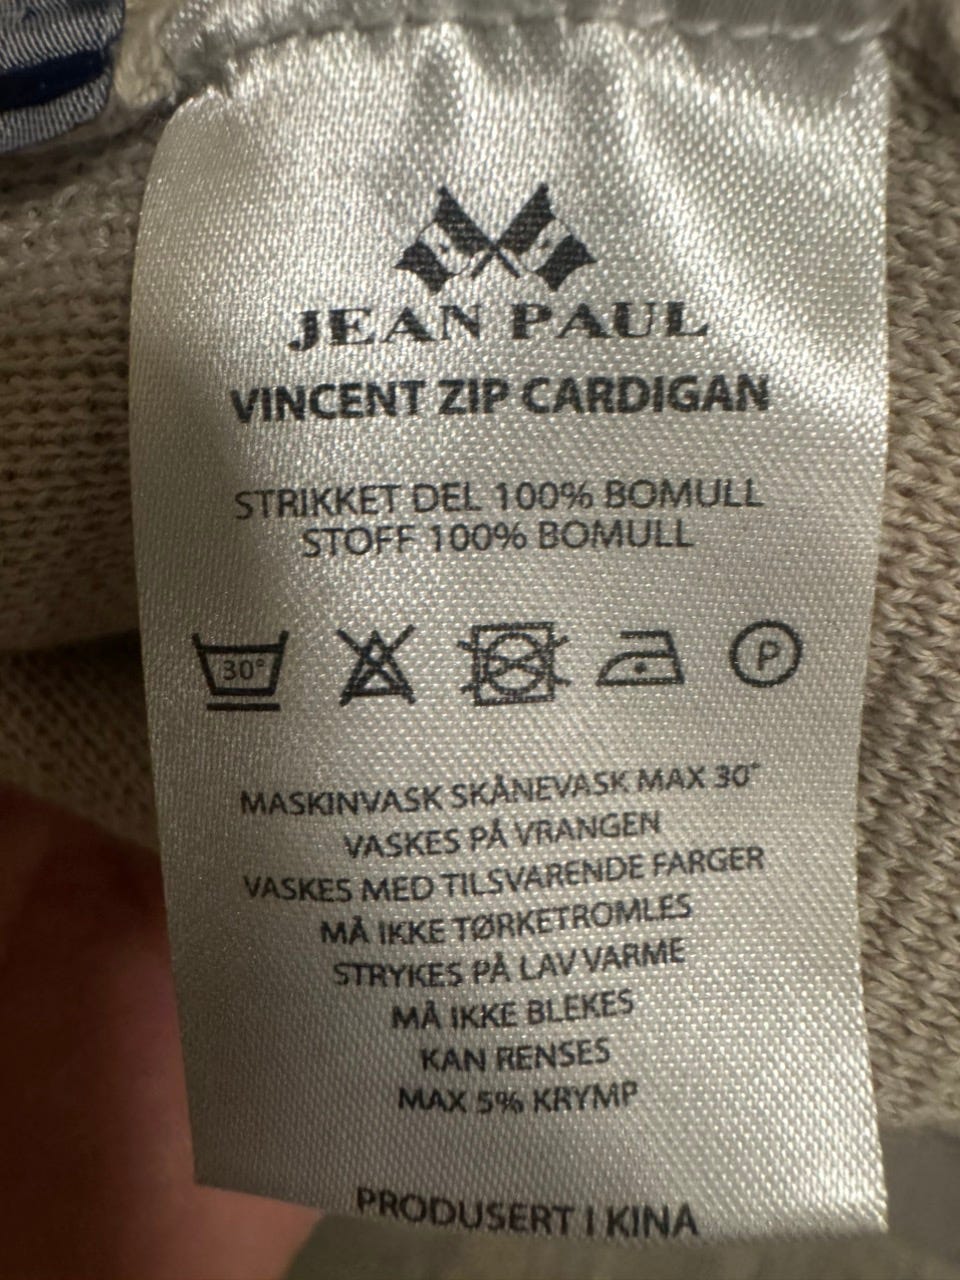 JEAN PAUL
VINCENT ZIP CARDIGAN
STRIKKET DEL 100% BOMULL
STOFF 100% BOMULL
30° P
MASKINVASK SKÅNEVASK MAX 30°
VASKES PÅ VRANGEN
VASKES MED TILSVARENDE FARGER
MÅ IKKE TØRKETROMLES
STRYKES PÅ LAV VARME
MÅ IKKE BLEKES
KAN RENSES
MAX 5% KRYMP
PRODUSERT I KINA